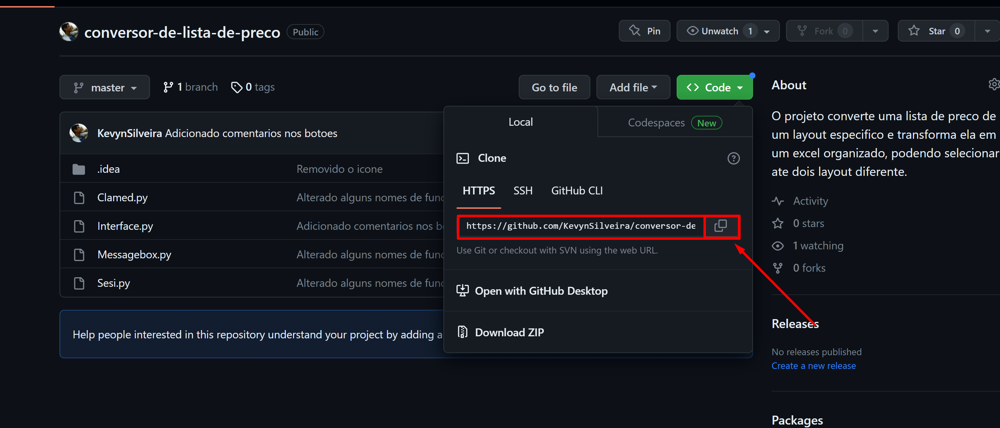 conversor-de-lista-de-preco Public
Pin
Unwatch 1
Fork 0
Star 0
master
1 branch
0 tags
Go to file
Add file
Code
KevynSilveira Adicionado comentarios nos botoes
.idea Removido o icone
Clamed.py Alterado alguns nomes de func
Interface.py Adicionado comentarios nos b
Messagebox.py Alterado alguns nomes de func
Sesi.py Alterado alguns nomes de func
Help people interested in this repository understand your project by adding a
Local
Codespaces New
Clone
HTTPS SSH GitHub CLI
https://github.com/KevynSilveira/conversor-de
Use Git or checkout with SVN using the web URL.
Open with GitHub Desktop
Download ZIP
About
O projeto converte uma lista de preco de
um layout especifico e transforma ela em
um excel organizado, podendo selecionar
ate dois layout diferente.
Activity
0 stars
1 watching
0 forks
Releases
No releases published
Create a new release
Packages